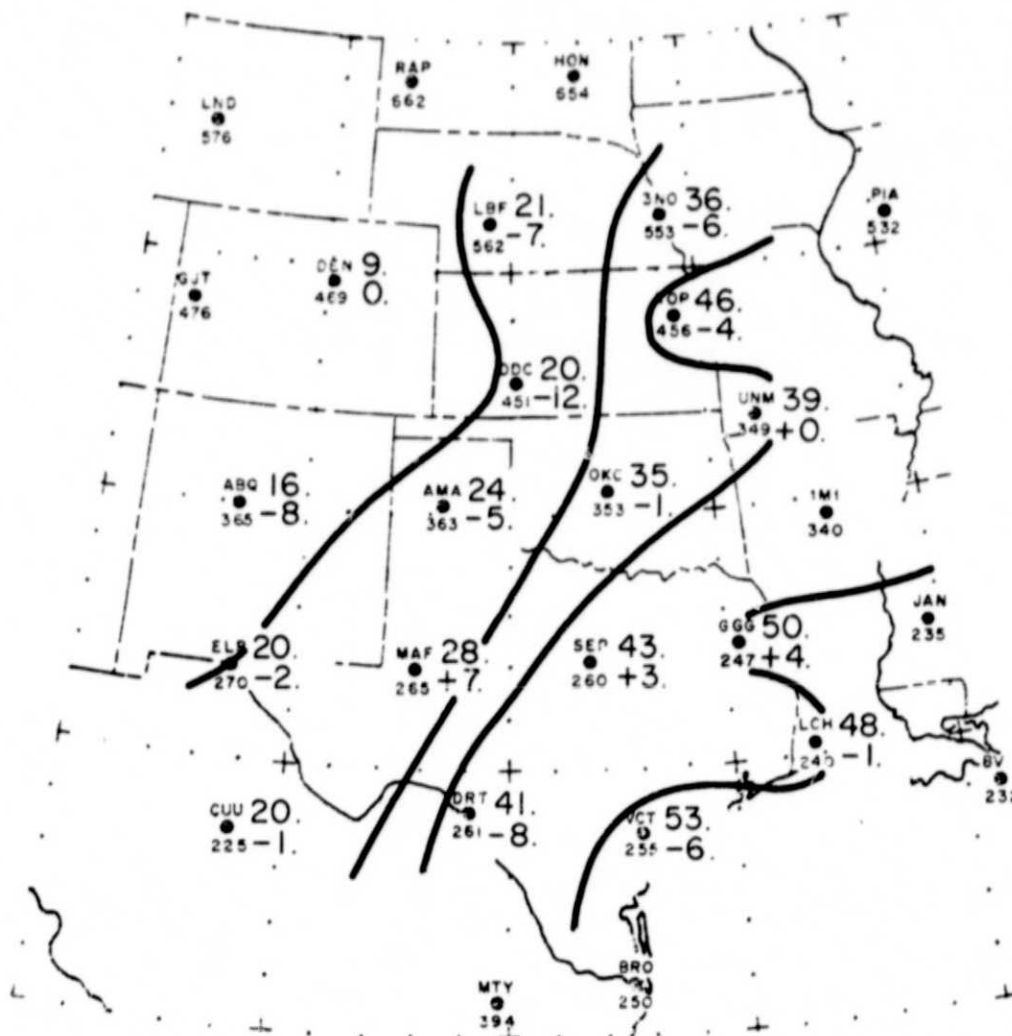 RAP
662
HON
654
LND
576
LBF 21.
562 -7.
3NO 36.
553 -6.
PIA
532
GJT
476
DEN 9.
469 0.
TOP 46.
456 -4.
DDC 20.
451 -12.
UNM 39.
349 +0.
ABQ 16.
365 -8.
AMA 24.
363 -5.
OKC 35.
353 -1.
1M1
340
ELP 20.
270 -2.
MAF 28.
265 +7.
SEP 43.
260 +3.
GGG 50.
247 +4.
JAN
235
LCH 48.
240 -1.
BV
232
CUU 20.
225 -1.
DRT 41.
261 -8.
VCT 53.
255 -6.
BRO
250
MTY
394